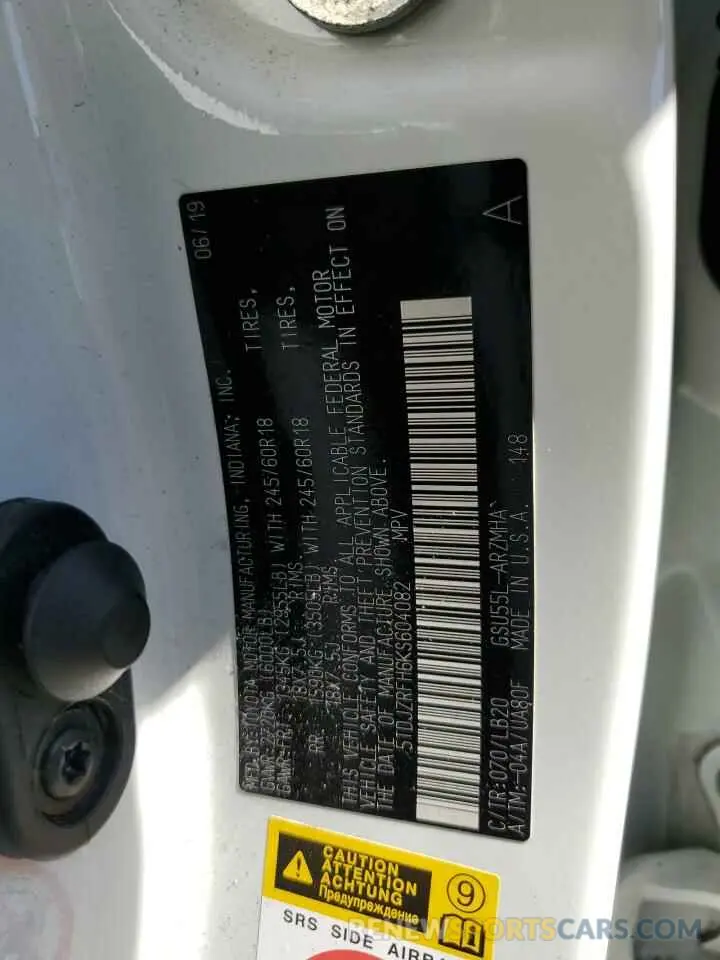 06/19
MFD. BY: TOYOTA MOTOR MANUFACTURING, INDIANA, INC.
GVWR: 2720KG (6000LB)
GAWR: FR. 1345KG (2955LB) WITH 245/60R18 TIRES,
18X7.5J RIMS,
RR. 1590KG (3505LB) WITH 245/60R18 TIRES,
18X7.5J RIMS
THIS VEHICLE CONFORMS TO ALL APPLICABLE FEDERAL MOTOR
VEHICLE SAFETY AND THEFT PREVENTION STANDARDS IN EFFECT ON
THE DATE OF MANUFACTURE SHOWN ABOVE.
5TDJZRFH6KS604082 MPV
C/TR:070/LB20 GSU55L-ARZMHA
A/TM:-04A/UA80F MADE IN U.S.A. 148
A
CAUTION
ATTENTION
ACHTUNG
Предупреждение
9
SRS SIDE AIRBA
RENEWSPORTSCARS.COM